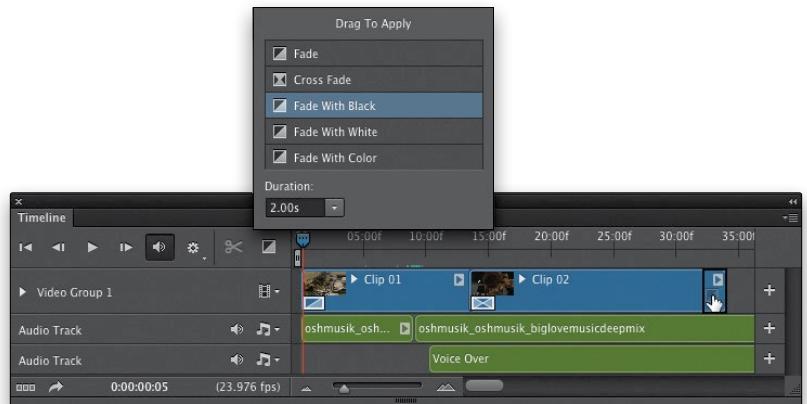 Drag To Apply
Fade
Cross Fade
Fade With Black
Fade With White
Fade With Color
Duration:
2.00s
Timeline
05:00f 10:00f 15:00f 20:00f 25:00f 30:00f 35:00f
Video Group 1
Clip 01
Clip 02
Audio Track
oshmusik_osh...
oshmusik_oshmusik_biglovemusicdeepmix
Audio Track
Voice Over
0:00:00:05 (23.976 fps)